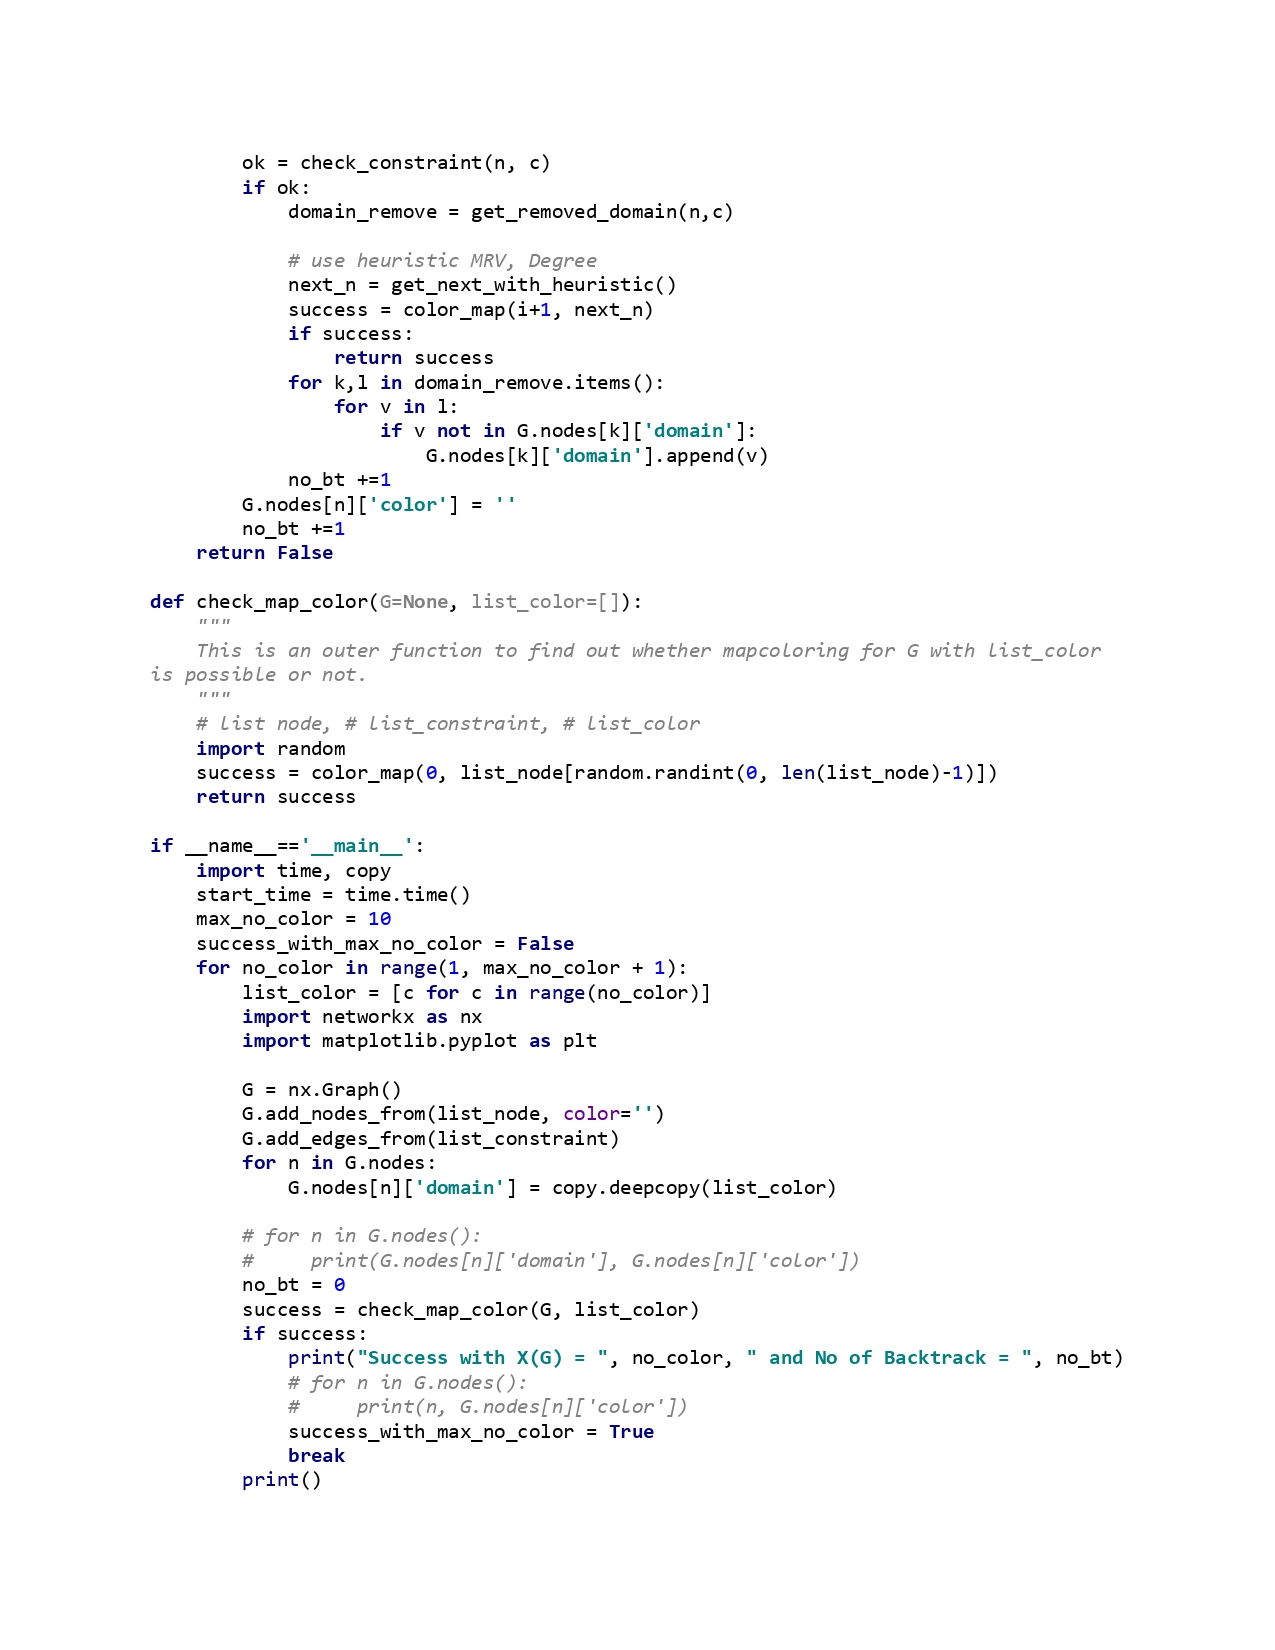 ok = check_constraint(n, c)
        if ok:
            domain_remove = get_removed_domain(n,c)

            # use heuristic MRV, Degree
            next_n = get_next_with_heuristic()
            success = color_map(i+1, next_n)
            if success:
                return success
            for k,l in domain_remove.items():
                for v in l:
                    if v not in G.nodes[k]['domain']:
                        G.nodes[k]['domain'].append(v)
            no_bt +=1
        G.nodes[n]['color'] = ''
        no_bt +=1
    return False

def check_map_color(G=None, list_color=[]):
    """
    This is an outer function to find out whether mapcoloring for G with list_color
is possible or not.
    """
    # list node, # list_constraint, # list_color
    import random
    success = color_map(0, list_node[random.randint(0, len(list_node)-1)])
    return success

if __name__=='__main__':
    import time, copy
    start_time = time.time()
    max_no_color = 10
    success_with_max_no_color = False
    for no_color in range(1, max_no_color + 1):
        list_color = [c for c in range(no_color)]
        import networkx as nx
        import matplotlib.pyplot as plt

        G = nx.Graph()
        G.add_nodes_from(list_node, color='')
        G.add_edges_from(list_constraint)
        for n in G.nodes:
            G.nodes[n]['domain'] = copy.deepcopy(list_color)

        # for n in G.nodes():
        #     print(G.nodes[n]['domain'], G.nodes[n]['color'])
        no_bt = 0
        success = check_map_color(G, list_color)
        if success:
            print("Success with X(G) = ", no_color, " and No of Backtrack = ", no_bt)
            # for n in G.nodes():
            #     print(n, G.nodes[n]['color'])
            success_with_max_no_color = True
            break
        print()